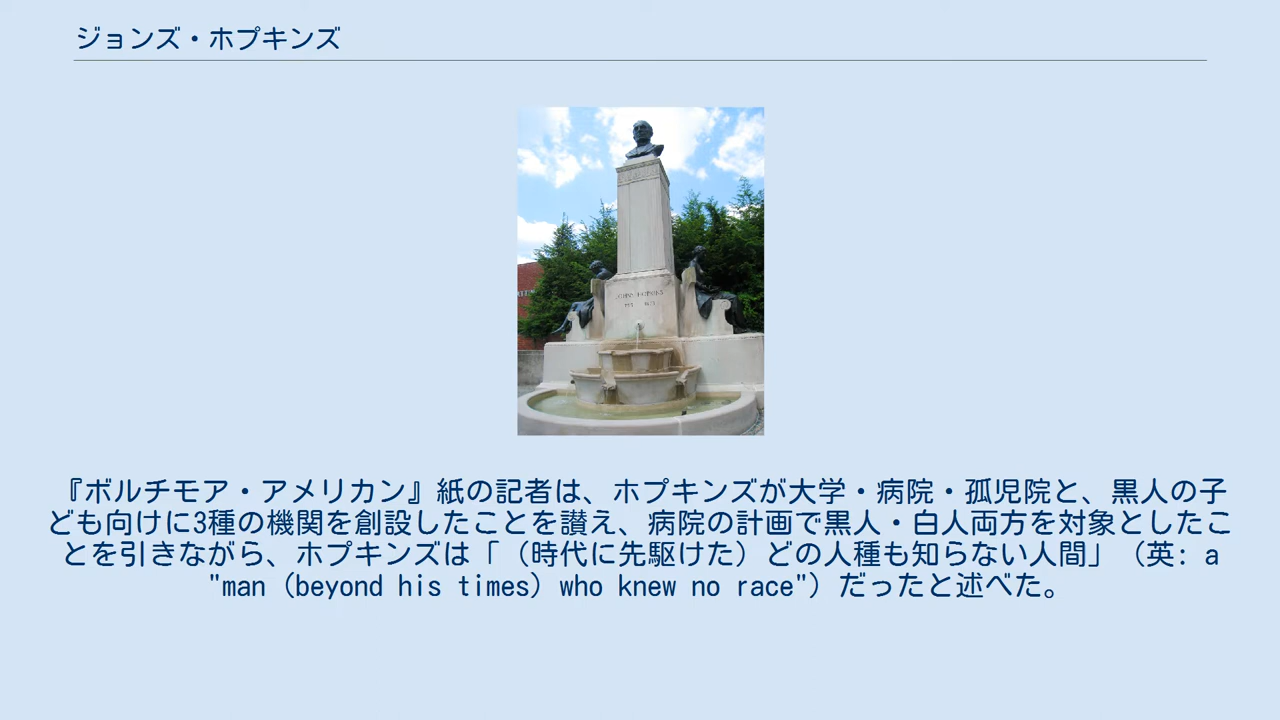 ジョンズ・ホプキンズ
JOHNS HOPKINS
『ボルチモア・アメリカン』紙の記者は、ホプキンズが大学・病院・孤児院と、黒人の子
ども向けに3種の機関を創設したことを讃え、病院の計画で黒人・白人両方を対象としたこ
とを引きながら、ホプキンズは「（時代に先駆けた）どの人種も知らない人間」（英: a
"man（beyond his times）who knew no race"）だったと述べた。